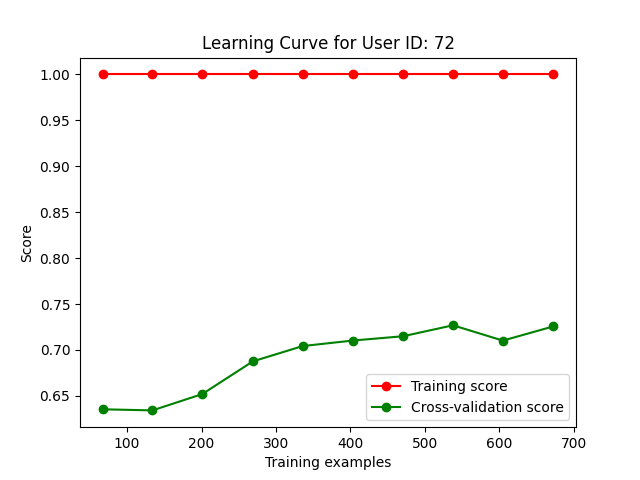 Learning Curve for User ID: 72
Score
1.00
0.95
0.90
0.85
0.80
0.75
0.70
0.65
Training score
Cross-validation score
100 200 300 400 500 600 700
Training examples